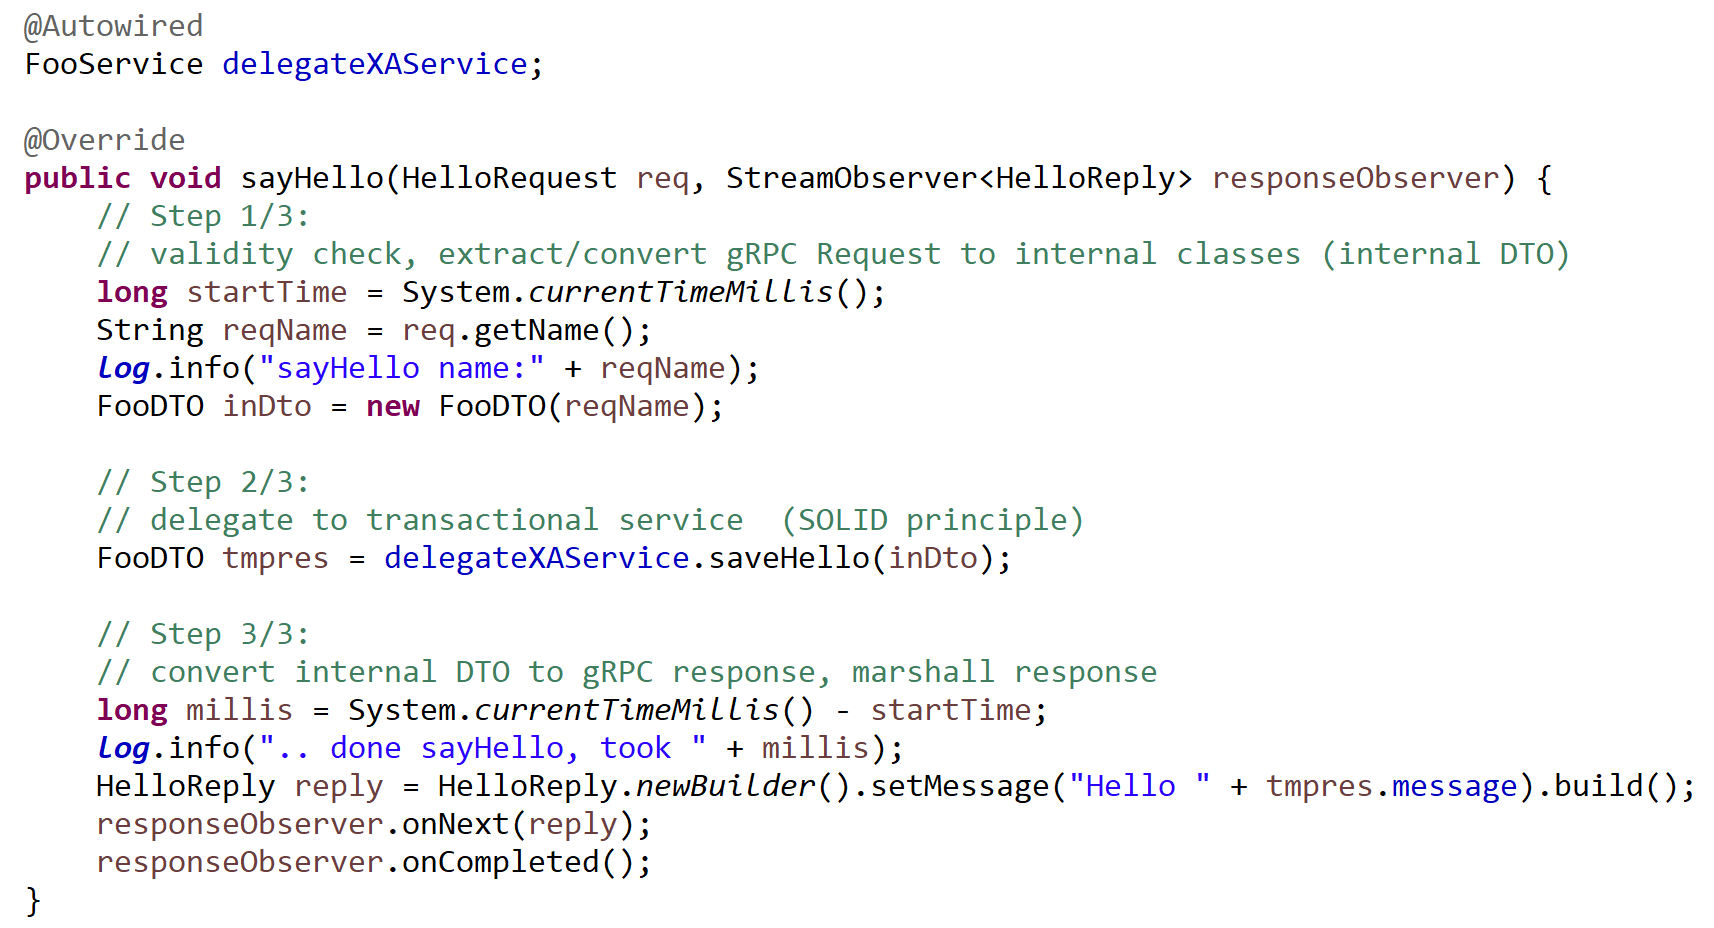 @Autowired
FooService delegateXAService;
@Override
public void sayHello(HelloRequest req, StreamObserver<HelloReply> responseObserver) {
// Step 1/3:
// validity check, extract/convert gRPC Request to internal classes (internal DTO)
long startTime = System.currentTimeMillis();
String reqName = req.getName();
log.info("sayHello name:" + reqName);
FooDTO inDto = new FooDTO(reqName);
// Step 2/3:
// delegate to transactional service  (SOLID principle)
FooDTO tmpres = delegateXAService.saveHello(inDto);
// Step 3/3:
// convert internal DTO to gRPC response, marshall response
long millis = System.currentTimeMillis() - startTime;
log.info(".. done sayHello, took " + millis);
HelloReply reply = HelloReply.newBuilder().setMessage("Hello " + tmpres.message).build();
responseObserver.onNext(reply);
responseObserver.onCompleted();
}